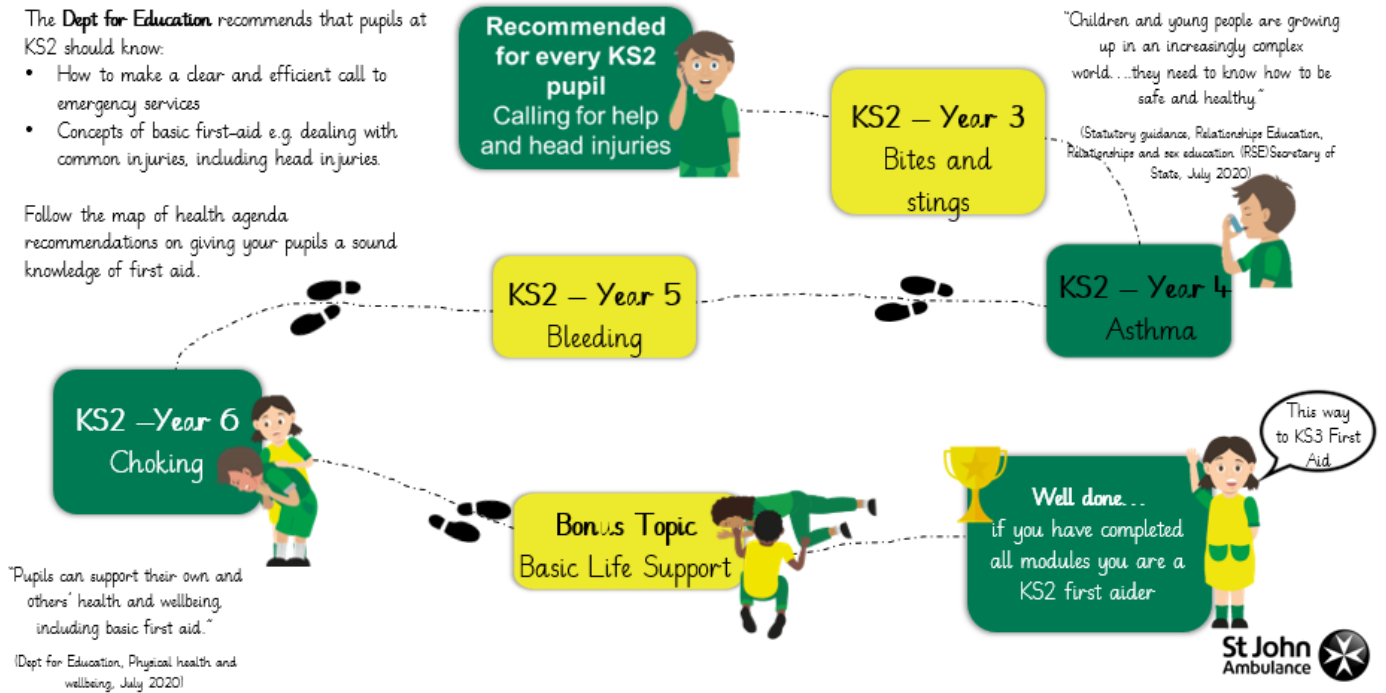 The Dept for Education recommends that pupils at
KS2 should know:
• How to make a clear and efficient call to
emergency services
• Concepts of basic first-aid e.g. dealing with
common injuries, including head injuries.
Follow the map of health agenda
recommendations on giving your pupils a sound
knowledge of first aid.
Recommended
for every KS2
pupil
Calling for help
and head injuries
KS2 – Year 3
Bites and
stings
"Children and young people are growing
up in an increasingly complex
world....they need to know how to be
safe and healthy."
(Statutory guidance, Relationships Education,
Relationships and sex education (RSE)Secretary of
State, July 2020)
KS2 – Year 4
Asthma
KS2 – Year 5
Bleeding
KS2 –Year 6
Choking
"Pupils can support their own and
others' health and wellbeing,
including basic first aid."
(Dept for Education, Physical health and
wellbeing, July 2020)
Bonus Topic
Basic Life Support
Well done...
if you have completed
all modules you are a
KS2 first aider
This way
to KS3 First
Aid
St John
Ambulance